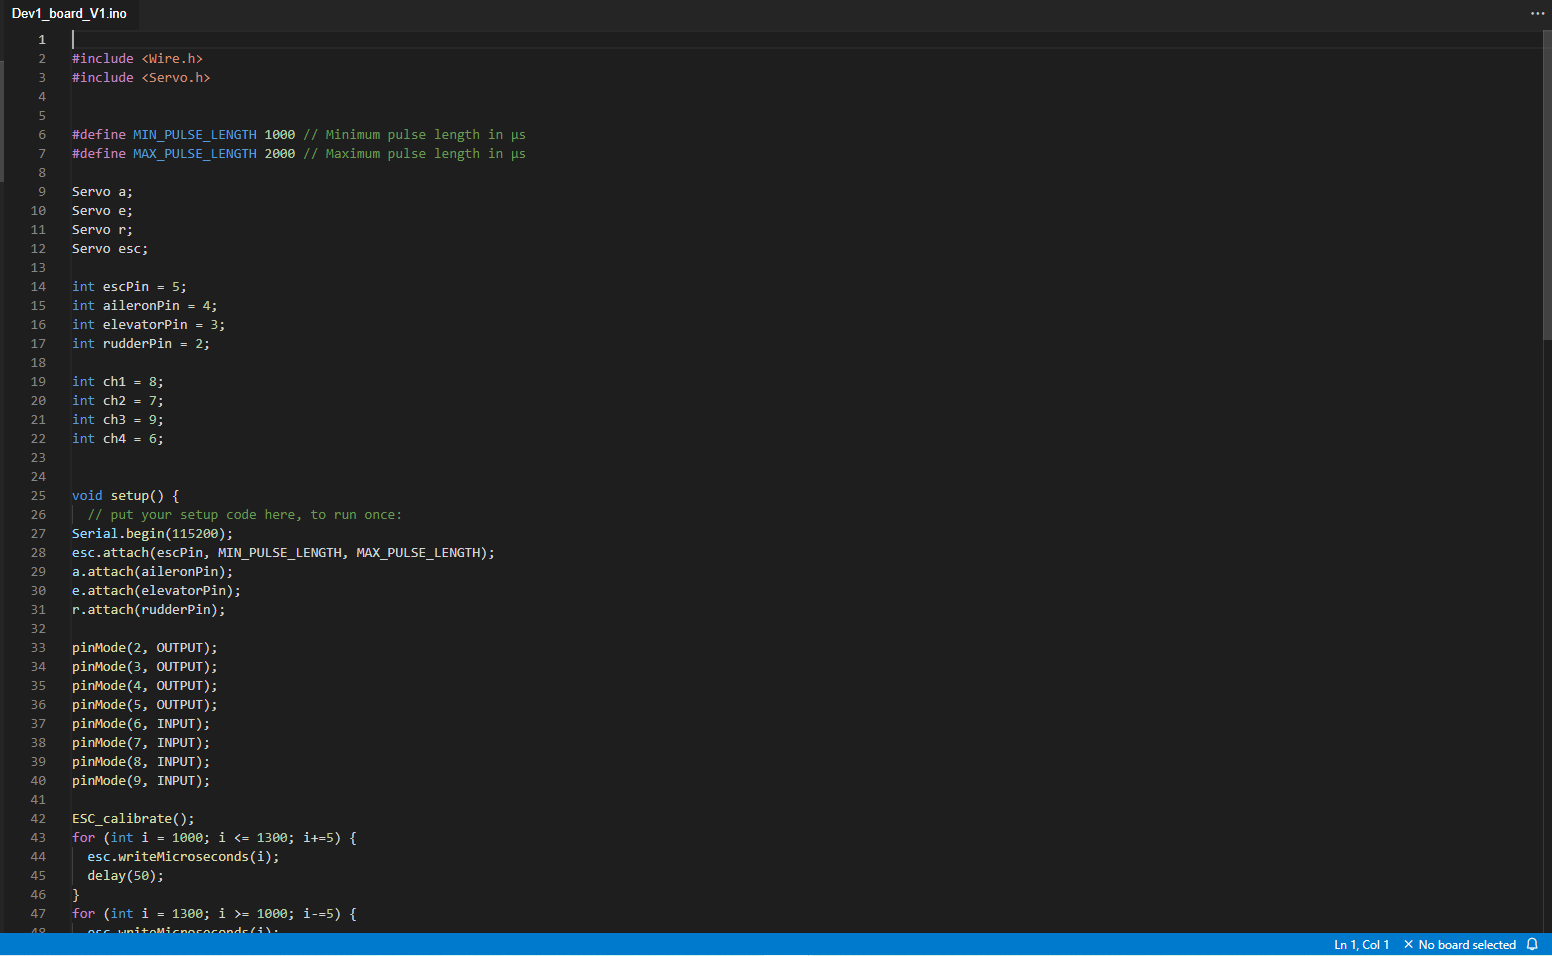 Dev1_board_V1.ino
...
1
2 #include <Wire.h>
3 #include <Servo.h>
4
5
6 #define MIN_PULSE_LENGTH 1000 // Minimum pulse length in µs
7 #define MAX_PULSE_LENGTH 2000 // Maximum pulse length in µs
8
9 Servo a;
10 Servo e;
11 Servo r;
12 Servo esc;
13
14 int escPin = 5;
15 int aileronPin = 4;
16 int elevatorPin = 3;
17 int rudderPin = 2;
18
19 int ch1 = 8;
20 int ch2 = 7;
21 int ch3 = 9;
22 int ch4 = 6;
23
24
25 void setup() {
26 // put your setup code here, to run once:
27 Serial.begin(115200);
28 esc.attach(escPin, MIN_PULSE_LENGTH, MAX_PULSE_LENGTH);
29 a.attach(aileronPin);
30 e.attach(elevatorPin);
31 r.attach(rudderPin);
32
33 pinMode(2, OUTPUT);
34 pinMode(3, OUTPUT);
35 pinMode(4, OUTPUT);
36 pinMode(5, OUTPUT);
37 pinMode(6, INPUT);
38 pinMode(7, INPUT);
39 pinMode(8, INPUT);
40 pinMode(9, INPUT);
41
42 ESC_calibrate();
43 for (int i = 1000; i <= 1300; i+=5) {
44 esc.writeMicroseconds(i);
45 delay(50);
46 }
47 for (int i = 1300; i >= 1000; i-=5) {
48 esc.writeMicroseconds(i);
Ln 1, Col 1 × No board selected